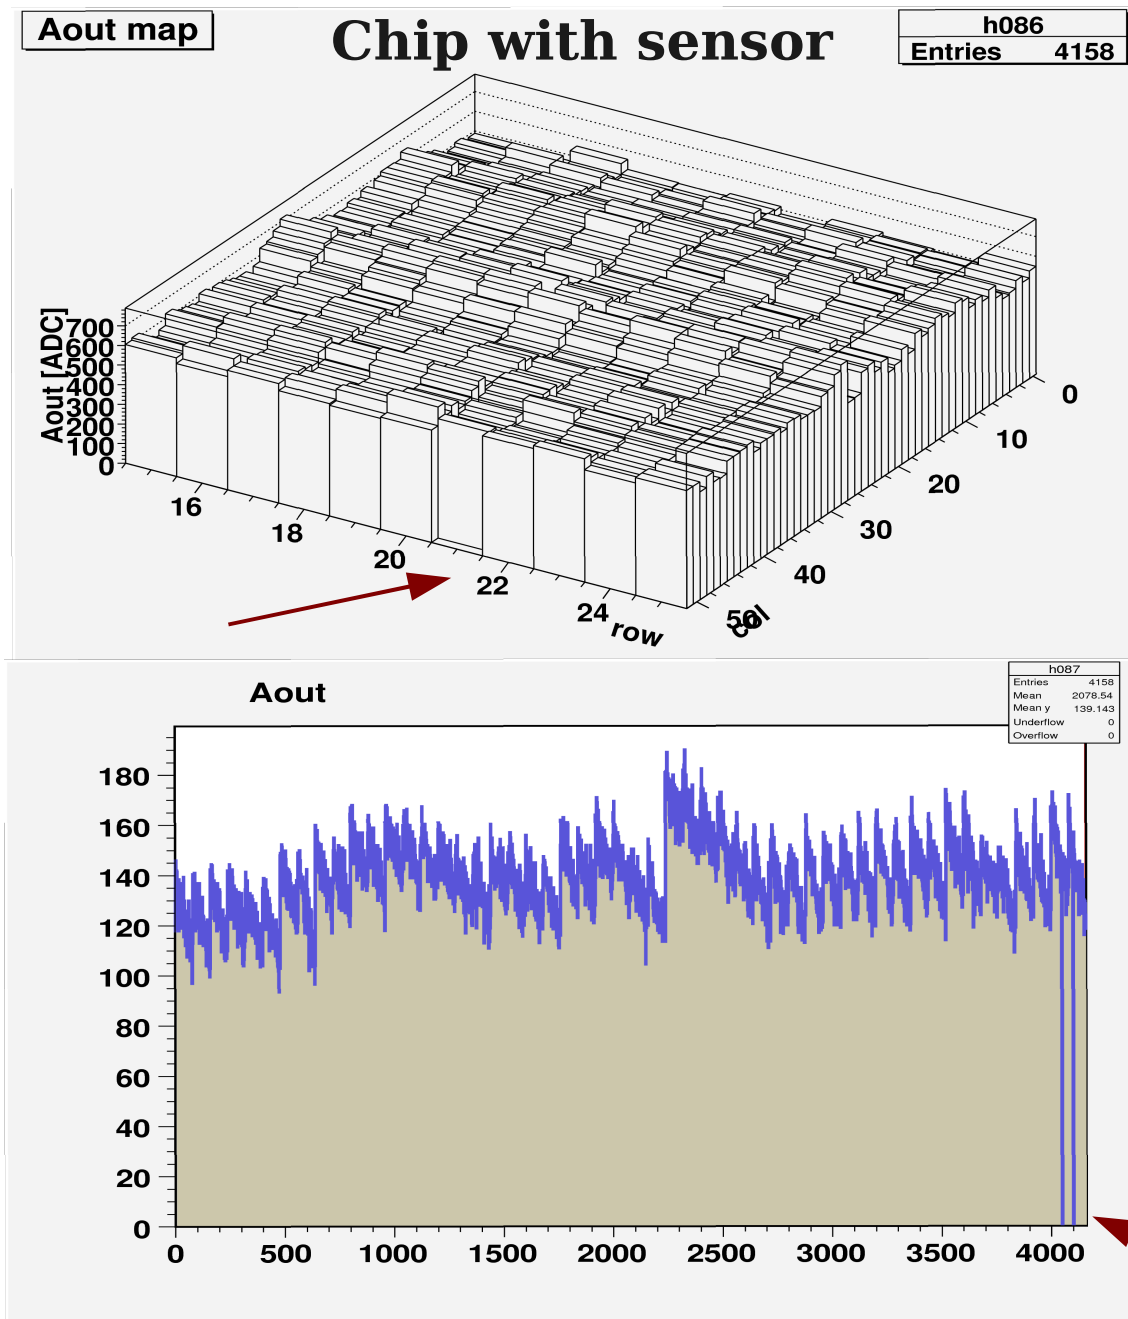 Aout map
Chip with sensor
h086
Entries 4158
Aout [ADC]
700
600
500
400
300
200
100
0
16
18
20
22
24
row
0
10
20
30
40
50
col
Aout
h087
Entries 4158
Mean 2078.54
Mean y 139.143
Underflow 0
Overflow 0
180
160
140
120
100
80
60
40
20
0
0 500 1000 1500 2000 2500 3000 3500 4000